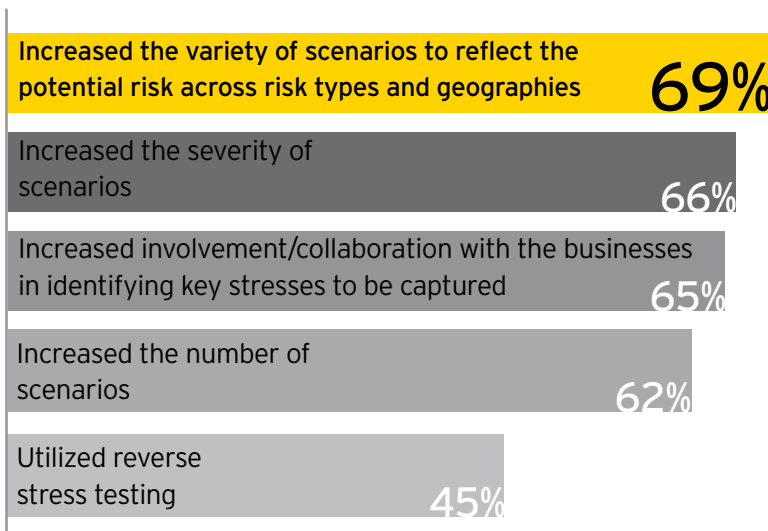 Increased the variety of scenarios to reflect the
potential risk across risk types and geographies
69%
Increased the severity of
scenarios
66%
Increased involvement/collaboration with the businesses
in identifying key stresses to be captured
65%
Increased the number of
scenarios
62%
Utilized reverse
stress testing
45%